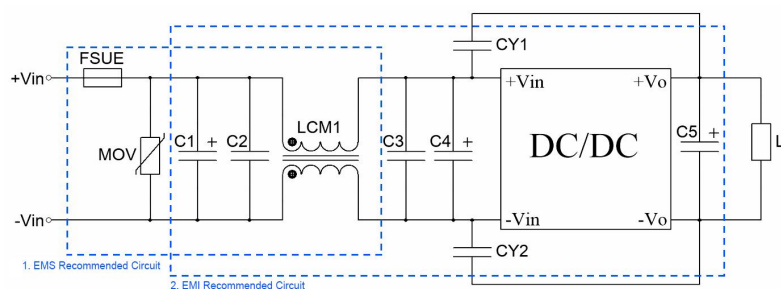 CY1
FSUE
+Vin
+Vin
+Vo
C1 +
C2
LCM1
C3
C4 +
C5 +
MOV
DC/DC
L
-Vin
-Vin
-Vo
CY2
1. EMS Recommended Circuit
2. EMI Recommended Circuit